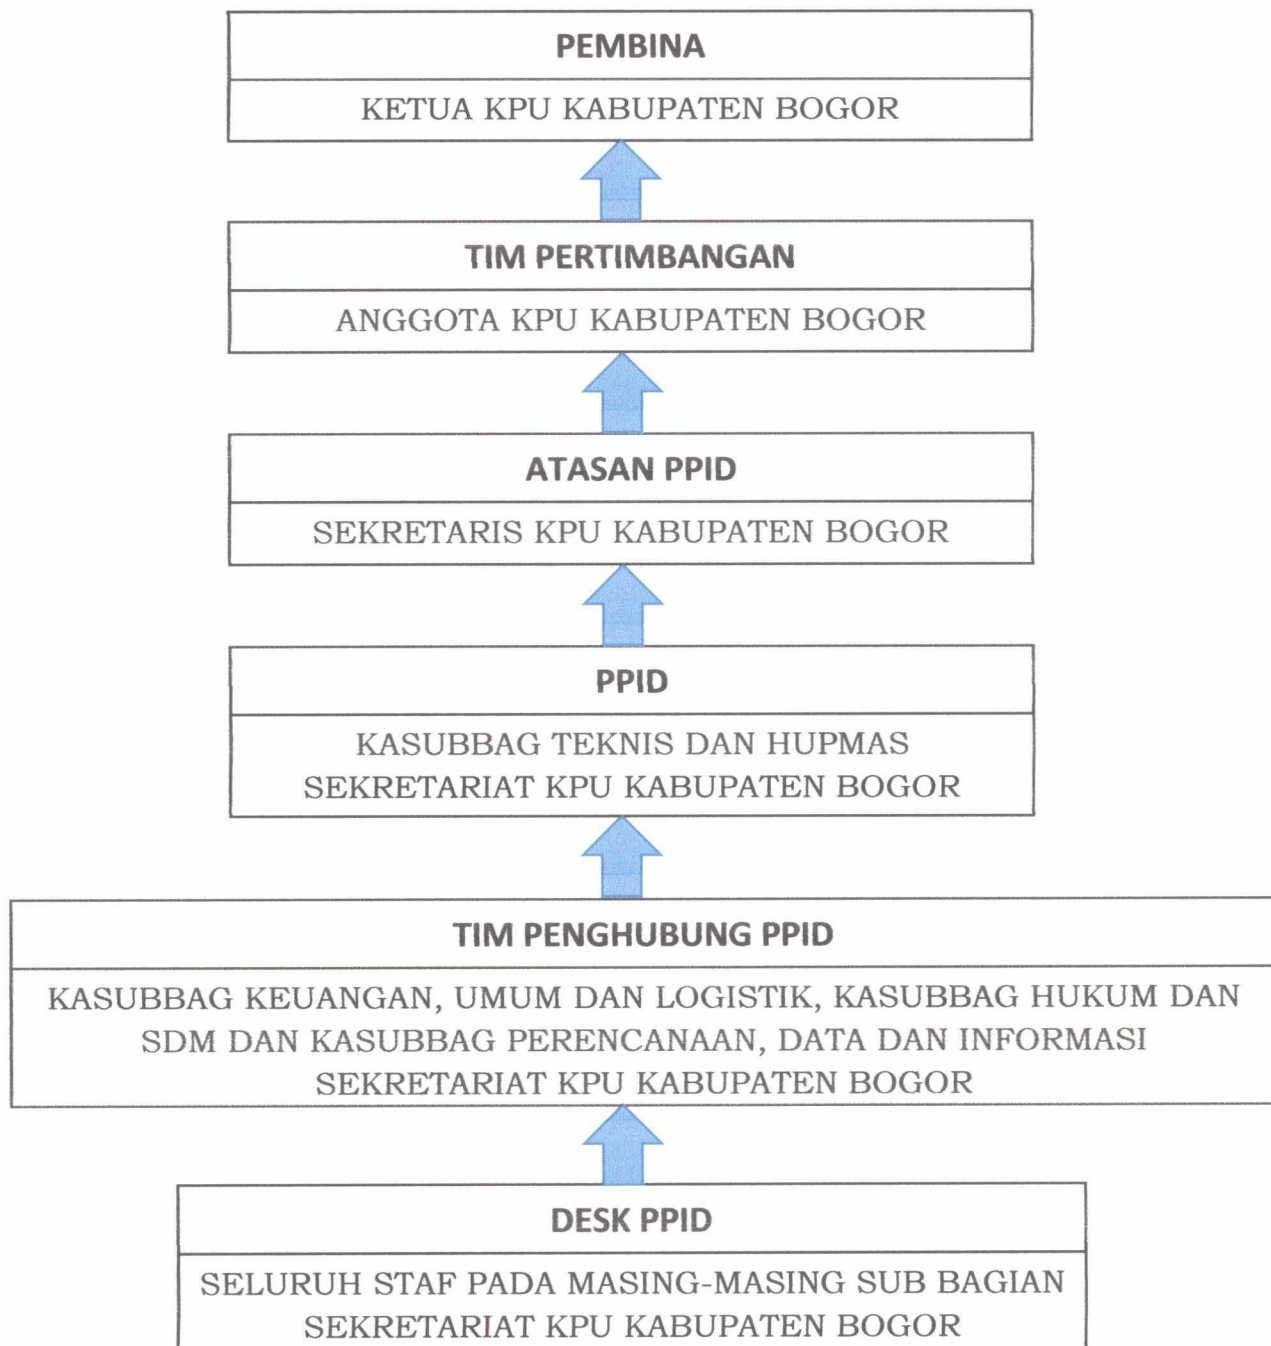 PEMBINA
KETUA KPU KABUPATEN BOGOR
TIM PERTIMBANGAN
ANGGOTA KPU KABUPATEN BOGOR
ATASAN PPID
SEKRETARIS KPU KABUPATEN BOGOR
PPID
KASUBBAG TEKNIS DAN HUPMAS
SEKRETARIAT KPU KABUPATEN BOGOR
TIM PENGHUBUNG PPID
KASUBBAG KEUANGAN, UMUM DAN LOGISTIK, KASUBBAG HUKUM DAN
SDM DAN KASUBBAG PERENCANAAN, DATA DAN INFORMASI
SEKRETARIAT KPU KABUPATEN BOGOR
DESK PPID
SELURUH STAF PADA MASING-MASING SUB BAGIAN
SEKRETARIAT KPU KABUPATEN BOGOR